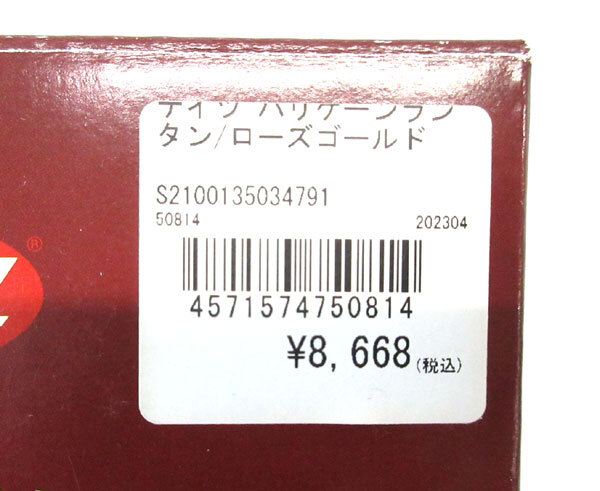 デイツ ハリケーンラン
タン/ローズゴールド
S2100135034791
50814
202304
4571574750814
¥8,668(税込)
Z
®